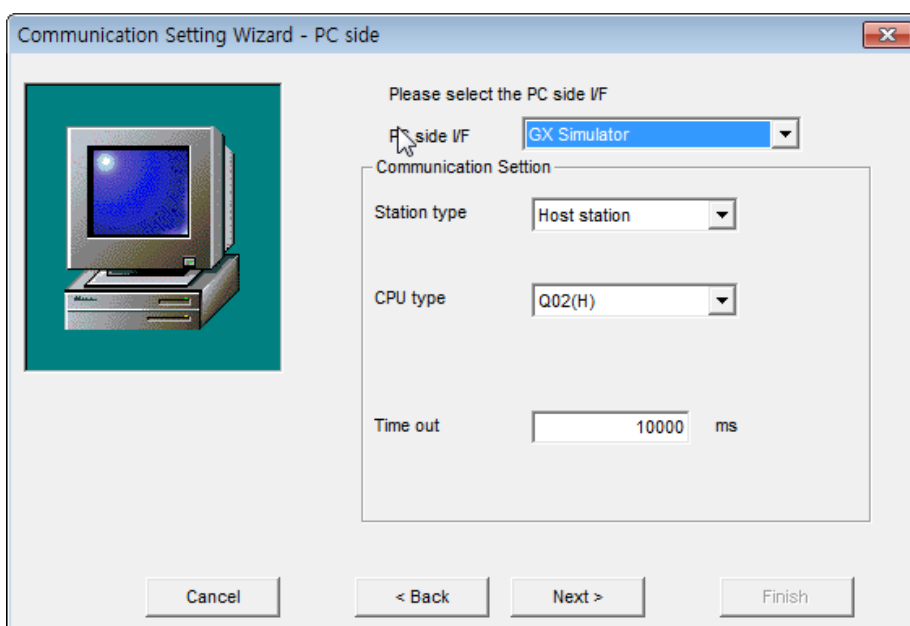 Communication Setting Wizard - PC side
Please select the PC side I/F
PC side I/F
GX Simulator
Communication Settion
Station type
Host station
CPU type
Q02(H)
Time out
10000 ms
Cancel
< Back
Next >
Finish